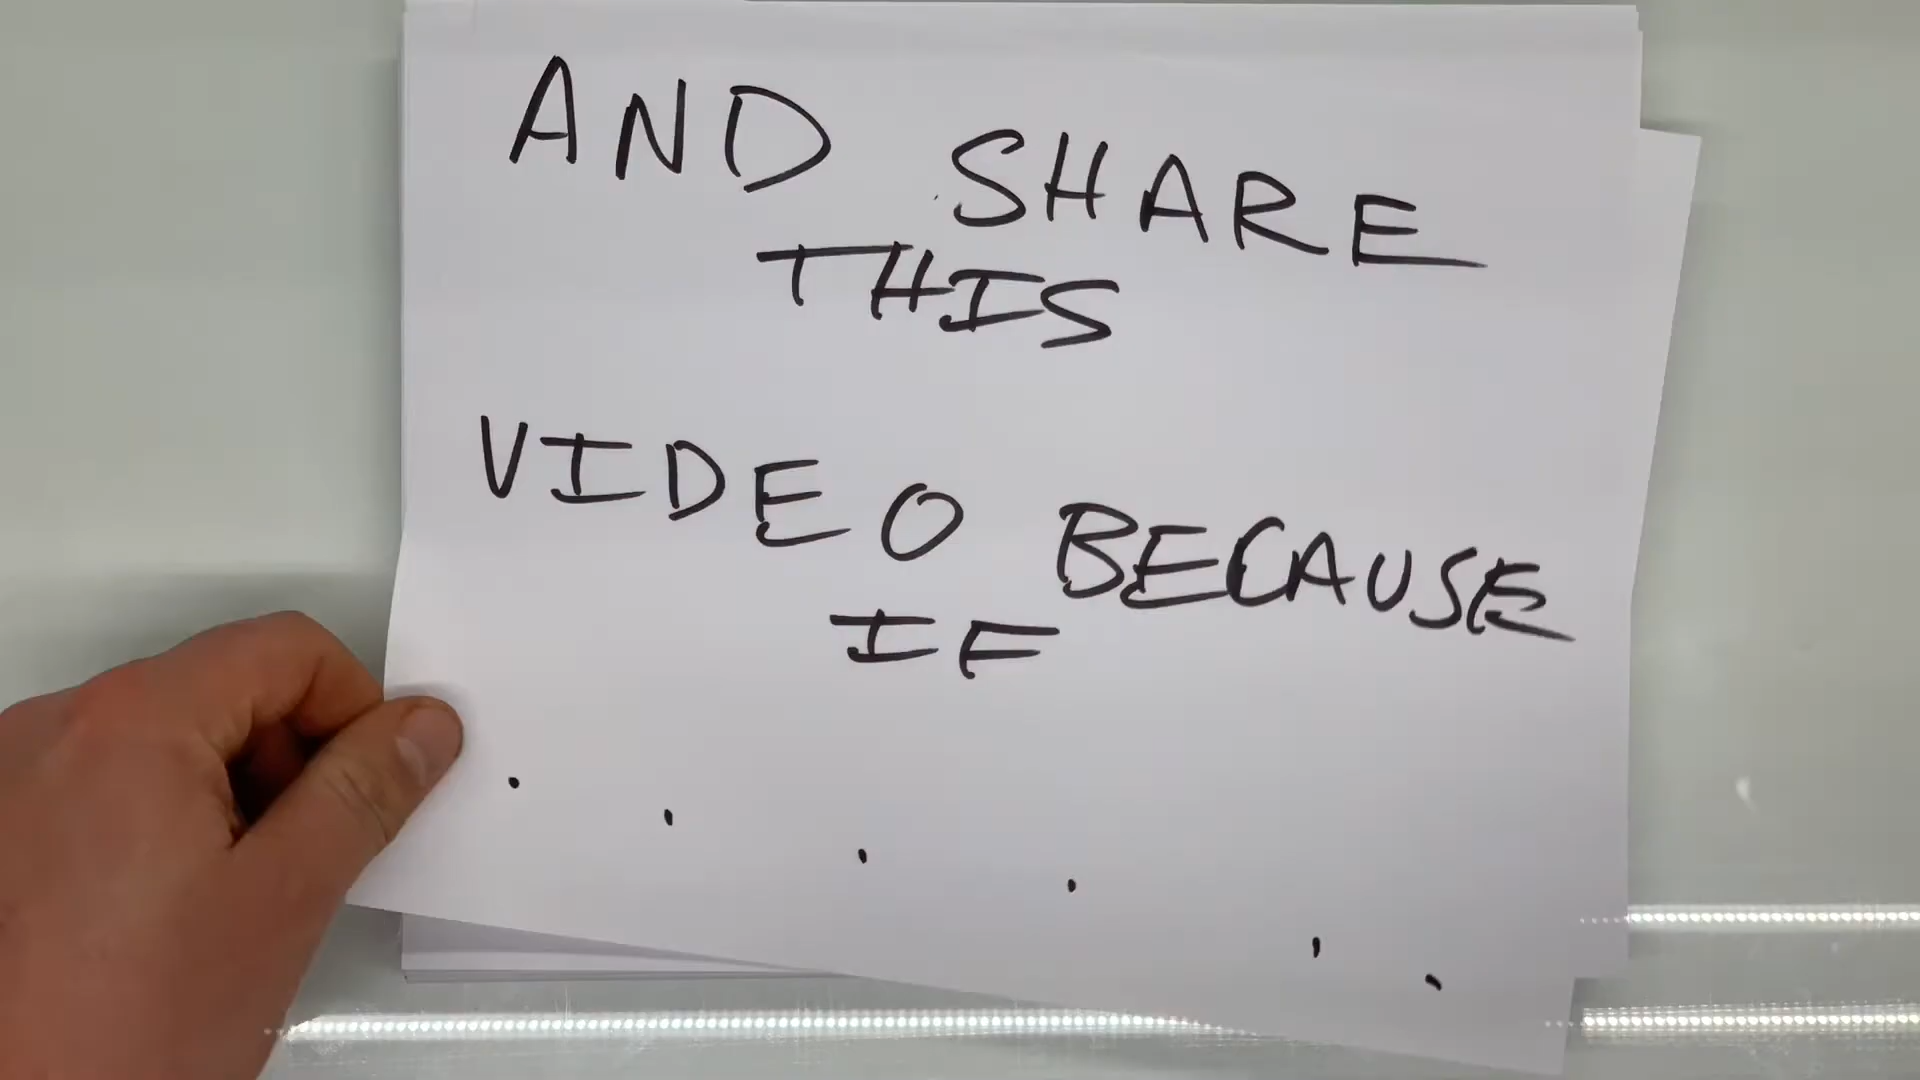 AND SHARE
THIS
VIDEO BECAUSE
IF
......